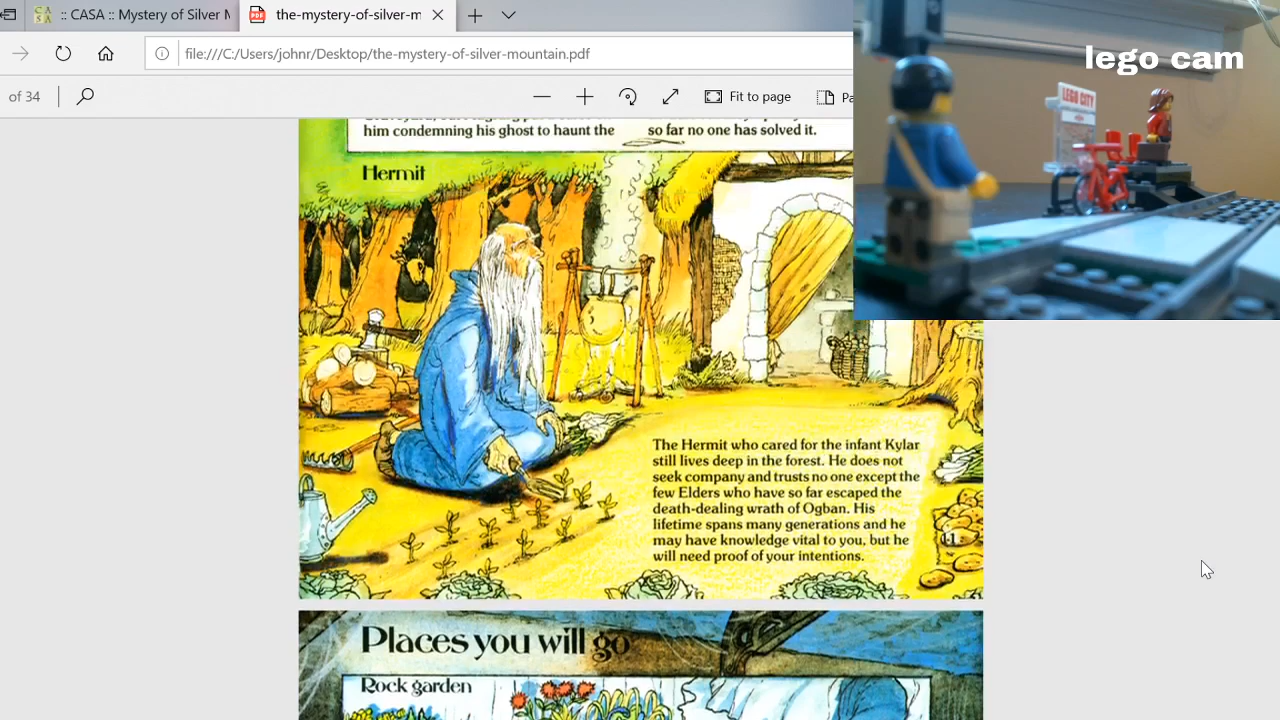 :: CASA :: Mystery of Silver M
the-mystery-of-silver-m
file:///C:/Users/johnr/Desktop/the-mystery-of-silver-mountain.pdf
of 34
Fit to page
Pa
lego cam
LEGO CITY
him condemning his ghost to haunt the
so far no one has solved it.
Hermit
The Hermit who cared for the infant Kylar
still lives deep in the forest. He does not
seek company and trusts no one except the
few Elders who have so far escaped the
death-dealing wrath of Ogban. His
lifetime spans many generations and he
may have knowledge vital to you, but he
will need proof of your intentions.
11
Places you will go
Rock garden